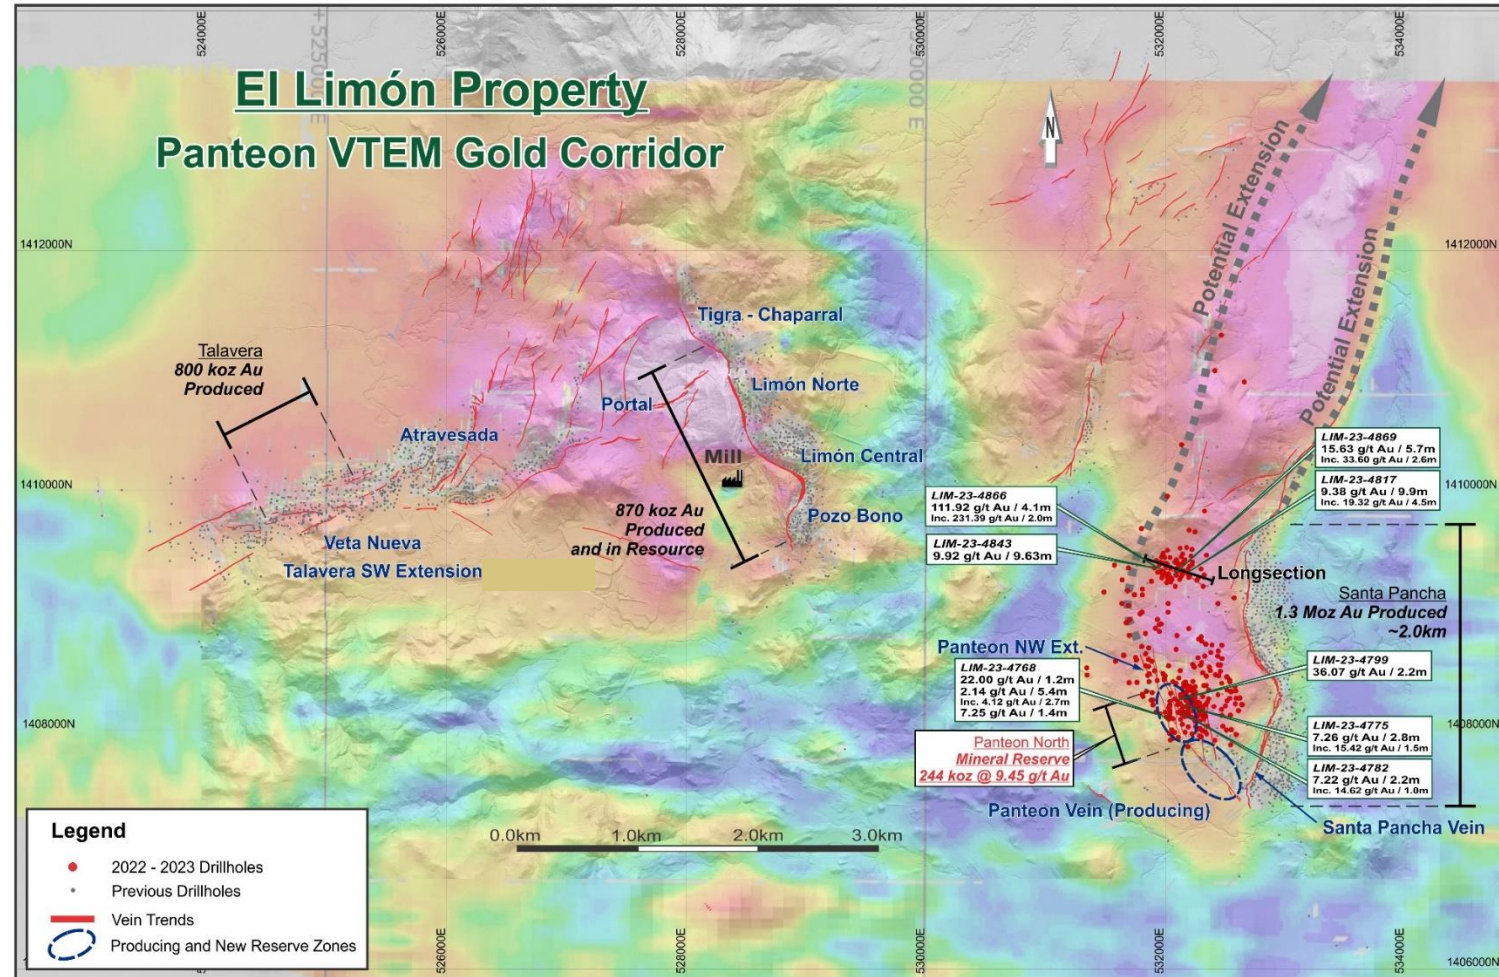 524000E
+ 525000 E
526000E
528000E
530000 E
532000E
534000E
El Limón Property
Panteon VTEM Gold Corridor
N
Potential Extension
Potential Extension
1412000N
1412000N
Tigra - Chaparral
Talavera
800 koz Au
Produced
Limón Norte
Portal
Atravesada
Limón Central
Mill
1410000N
1410000N
Pozo Bono
870 koz Au
Produced
and in Resource
Veta Nueva
Talavera SW Extension
LIM-23-4869
15.63 g/t Au / 5.7m
Inc. 33.60 g/t Au / 2.6m
LIM-23-4817
9.38 g/t Au / 9.9m
Inc. 19.32 g/t Au / 4.5m
LIM-23-4866
111.92 g/t Au / 4.1m
Inc. 231.39 g/t Au / 2.0m
LIM-23-4843
9.92 g/t Au / 9.63m
Longsection
Santa Pancha
1.3 Moz Au Produced
~2.0km
Panteon NW Ext.
LIM-23-4768
22.00 g/t Au / 1.2m
2.14 g/t Au / 5.4m
Inc. 4.12 g/t Au / 2.7m
7.25 g/t Au / 1.4m
LIM-23-4799
36.07 g/t Au / 2.2m
1408000N
1408000N
LIM-23-4775
7.26 g/t Au / 2.8m
Inc. 15.42 g/t Au / 1.5m
LIM-23-4782
7.22 g/t Au / 2.2m
Inc. 14.62 g/t Au / 1.0m
Panteon North
Mineral Reserve
244 koz @ 9.45 g/t Au
Panteon Vein (Producing)
Santa Pancha Vein
0.0km
1.0km
2.0km
3.0km
Legend
2022 - 2023 Drillholes
Previous Drillholes
Vein Trends
Producing and New Reserve Zones
526000E
528000E
530000E
532000E
534000E
1406000N